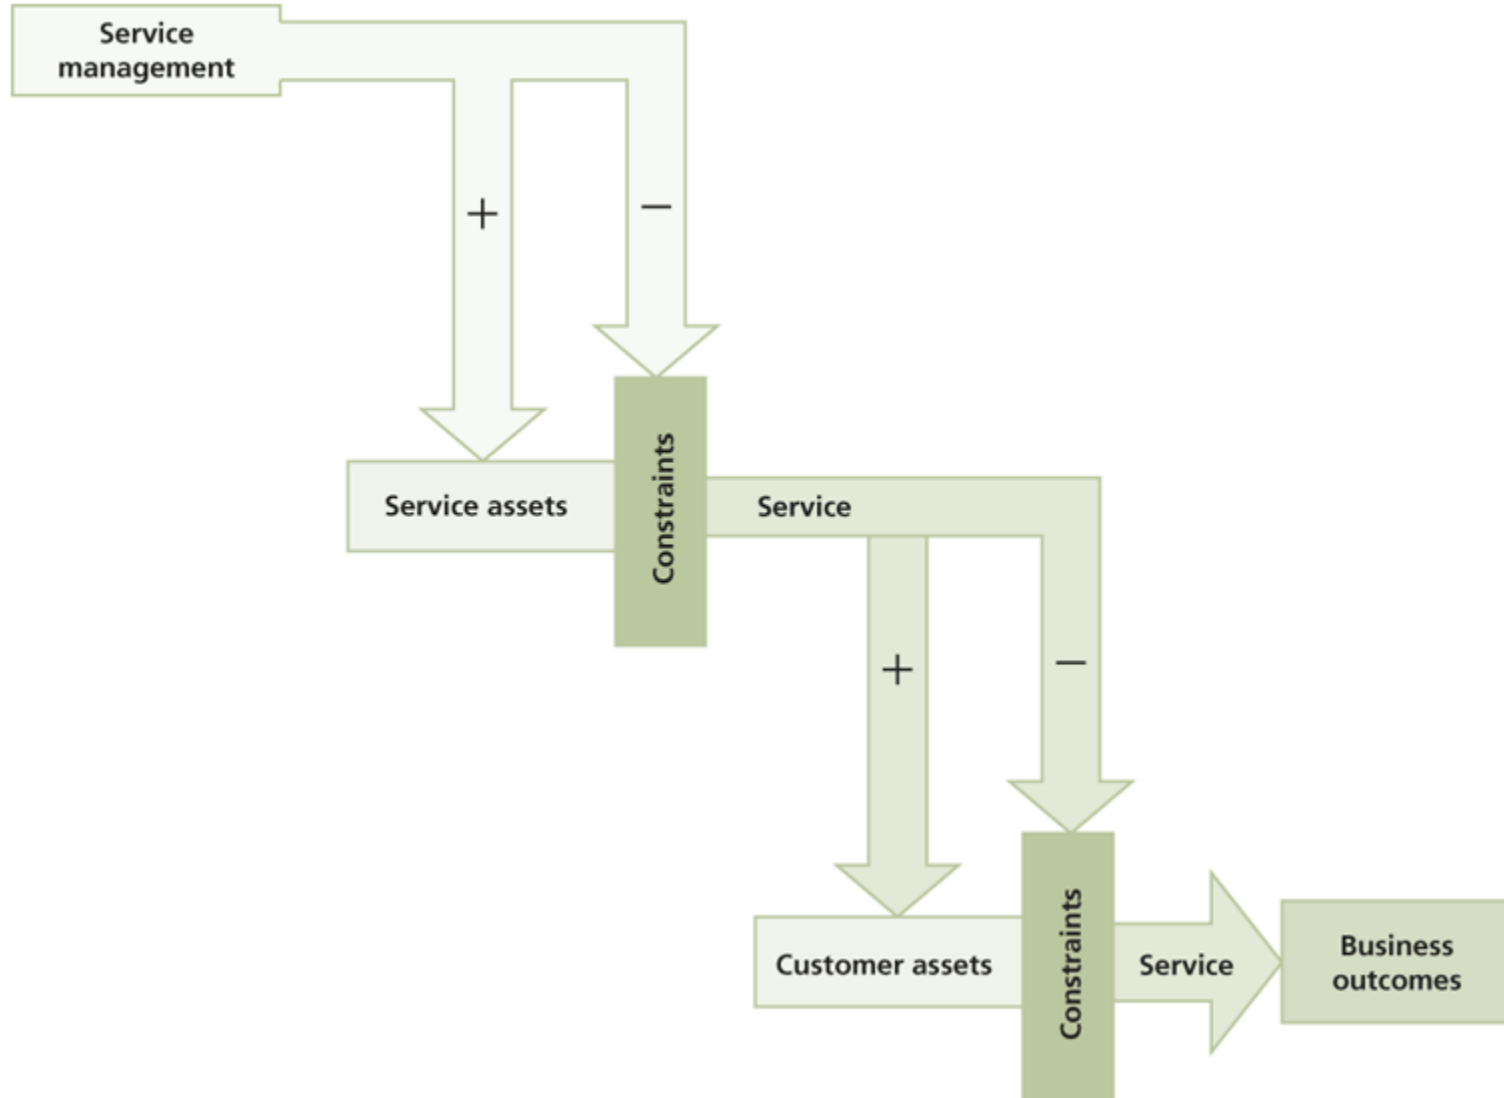 Service
management
+
−
Constraints
Service assets
Service
+
−
Constraints
Customer assets
Service
Business
outcomes